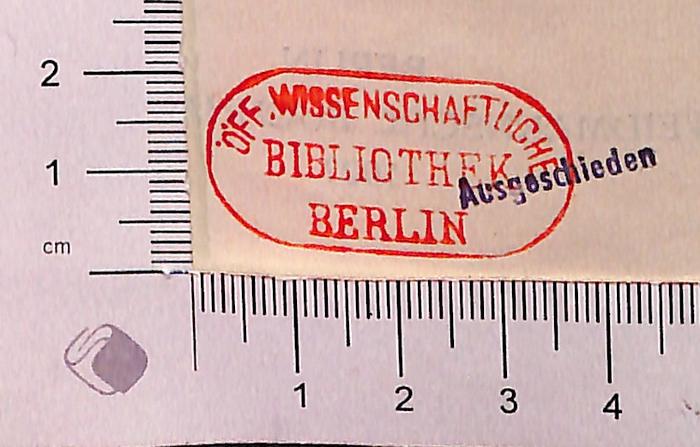 ÖFF. WISSENSCHAFTLICHE
BIBLIOTHEK
BERLIN
Ausgeschieden
2
1
cm
1 2 3 4